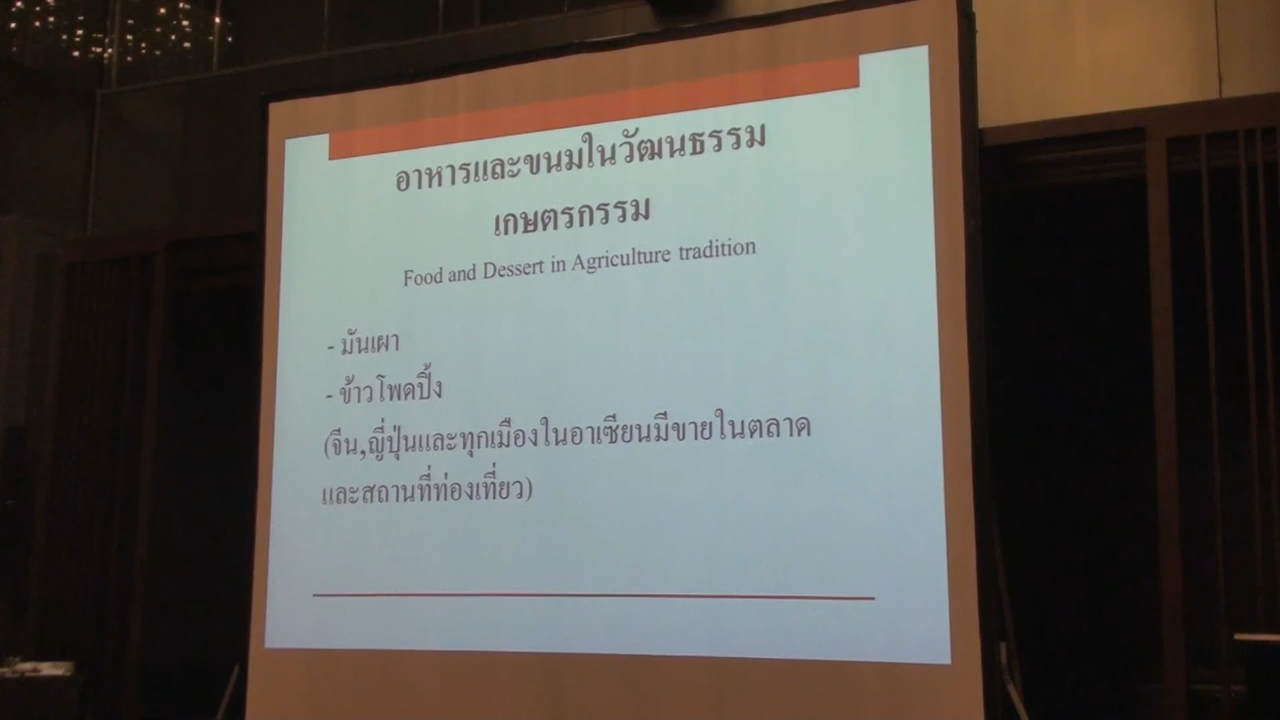 อาหารและขนมในวัฒนธรรม
เกษตรกรรม
Food and Dessert in Agriculture tradition
- มันเผา
- ข้าวโพดปิ้ง
(จีน,ญี่ปุ่นและทุกเมืองในอาเซียนมีขายในตลาด
และสถานที่ท่องเที่ยว)